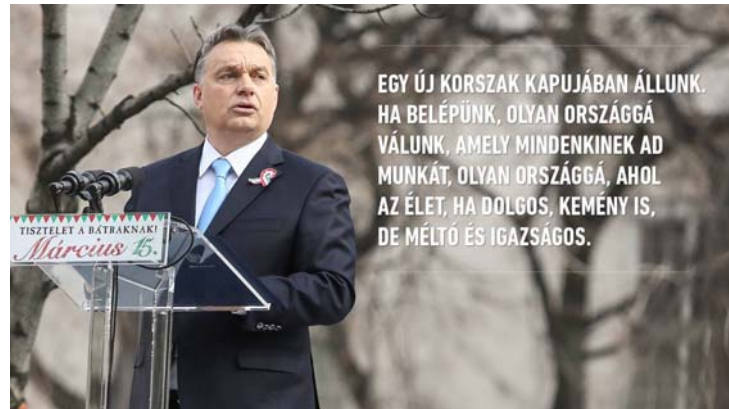 EGY ÚJ KORSZAK KAPUJÁBAN ÁLLUNK.
HA BELÉPÜNK, OLYAN ORSZÁGGÁ
VÁLUNK, AMELY MINDENKINEK AD
MUNKÁT, OLYAN ORSZÁGGÁ, AHOL
AZ ÉLET, HA DOLGOS, KEMÉNY IS,
DE MÉLTÓ ÉS IGAZSÁGOS.
TISZTELET A BÁTRAKNAK!
Március 15.